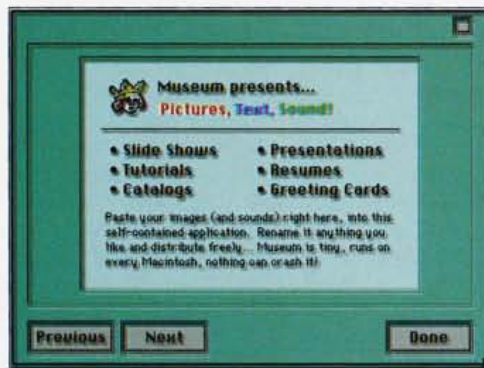 Museum presents...
Pictures, Text, Sound!
• Slide Shows
• Tutorials
• Catalogs
• Presentations
• Resumes
• Greeting Cards
Paste your images (and sounds) right here, into this
self-contained application. Rename it anything you
like and distribute freely... Museum is tiny, runs on
every Macintosh, nothing can crash it!
Previous
Next
Done